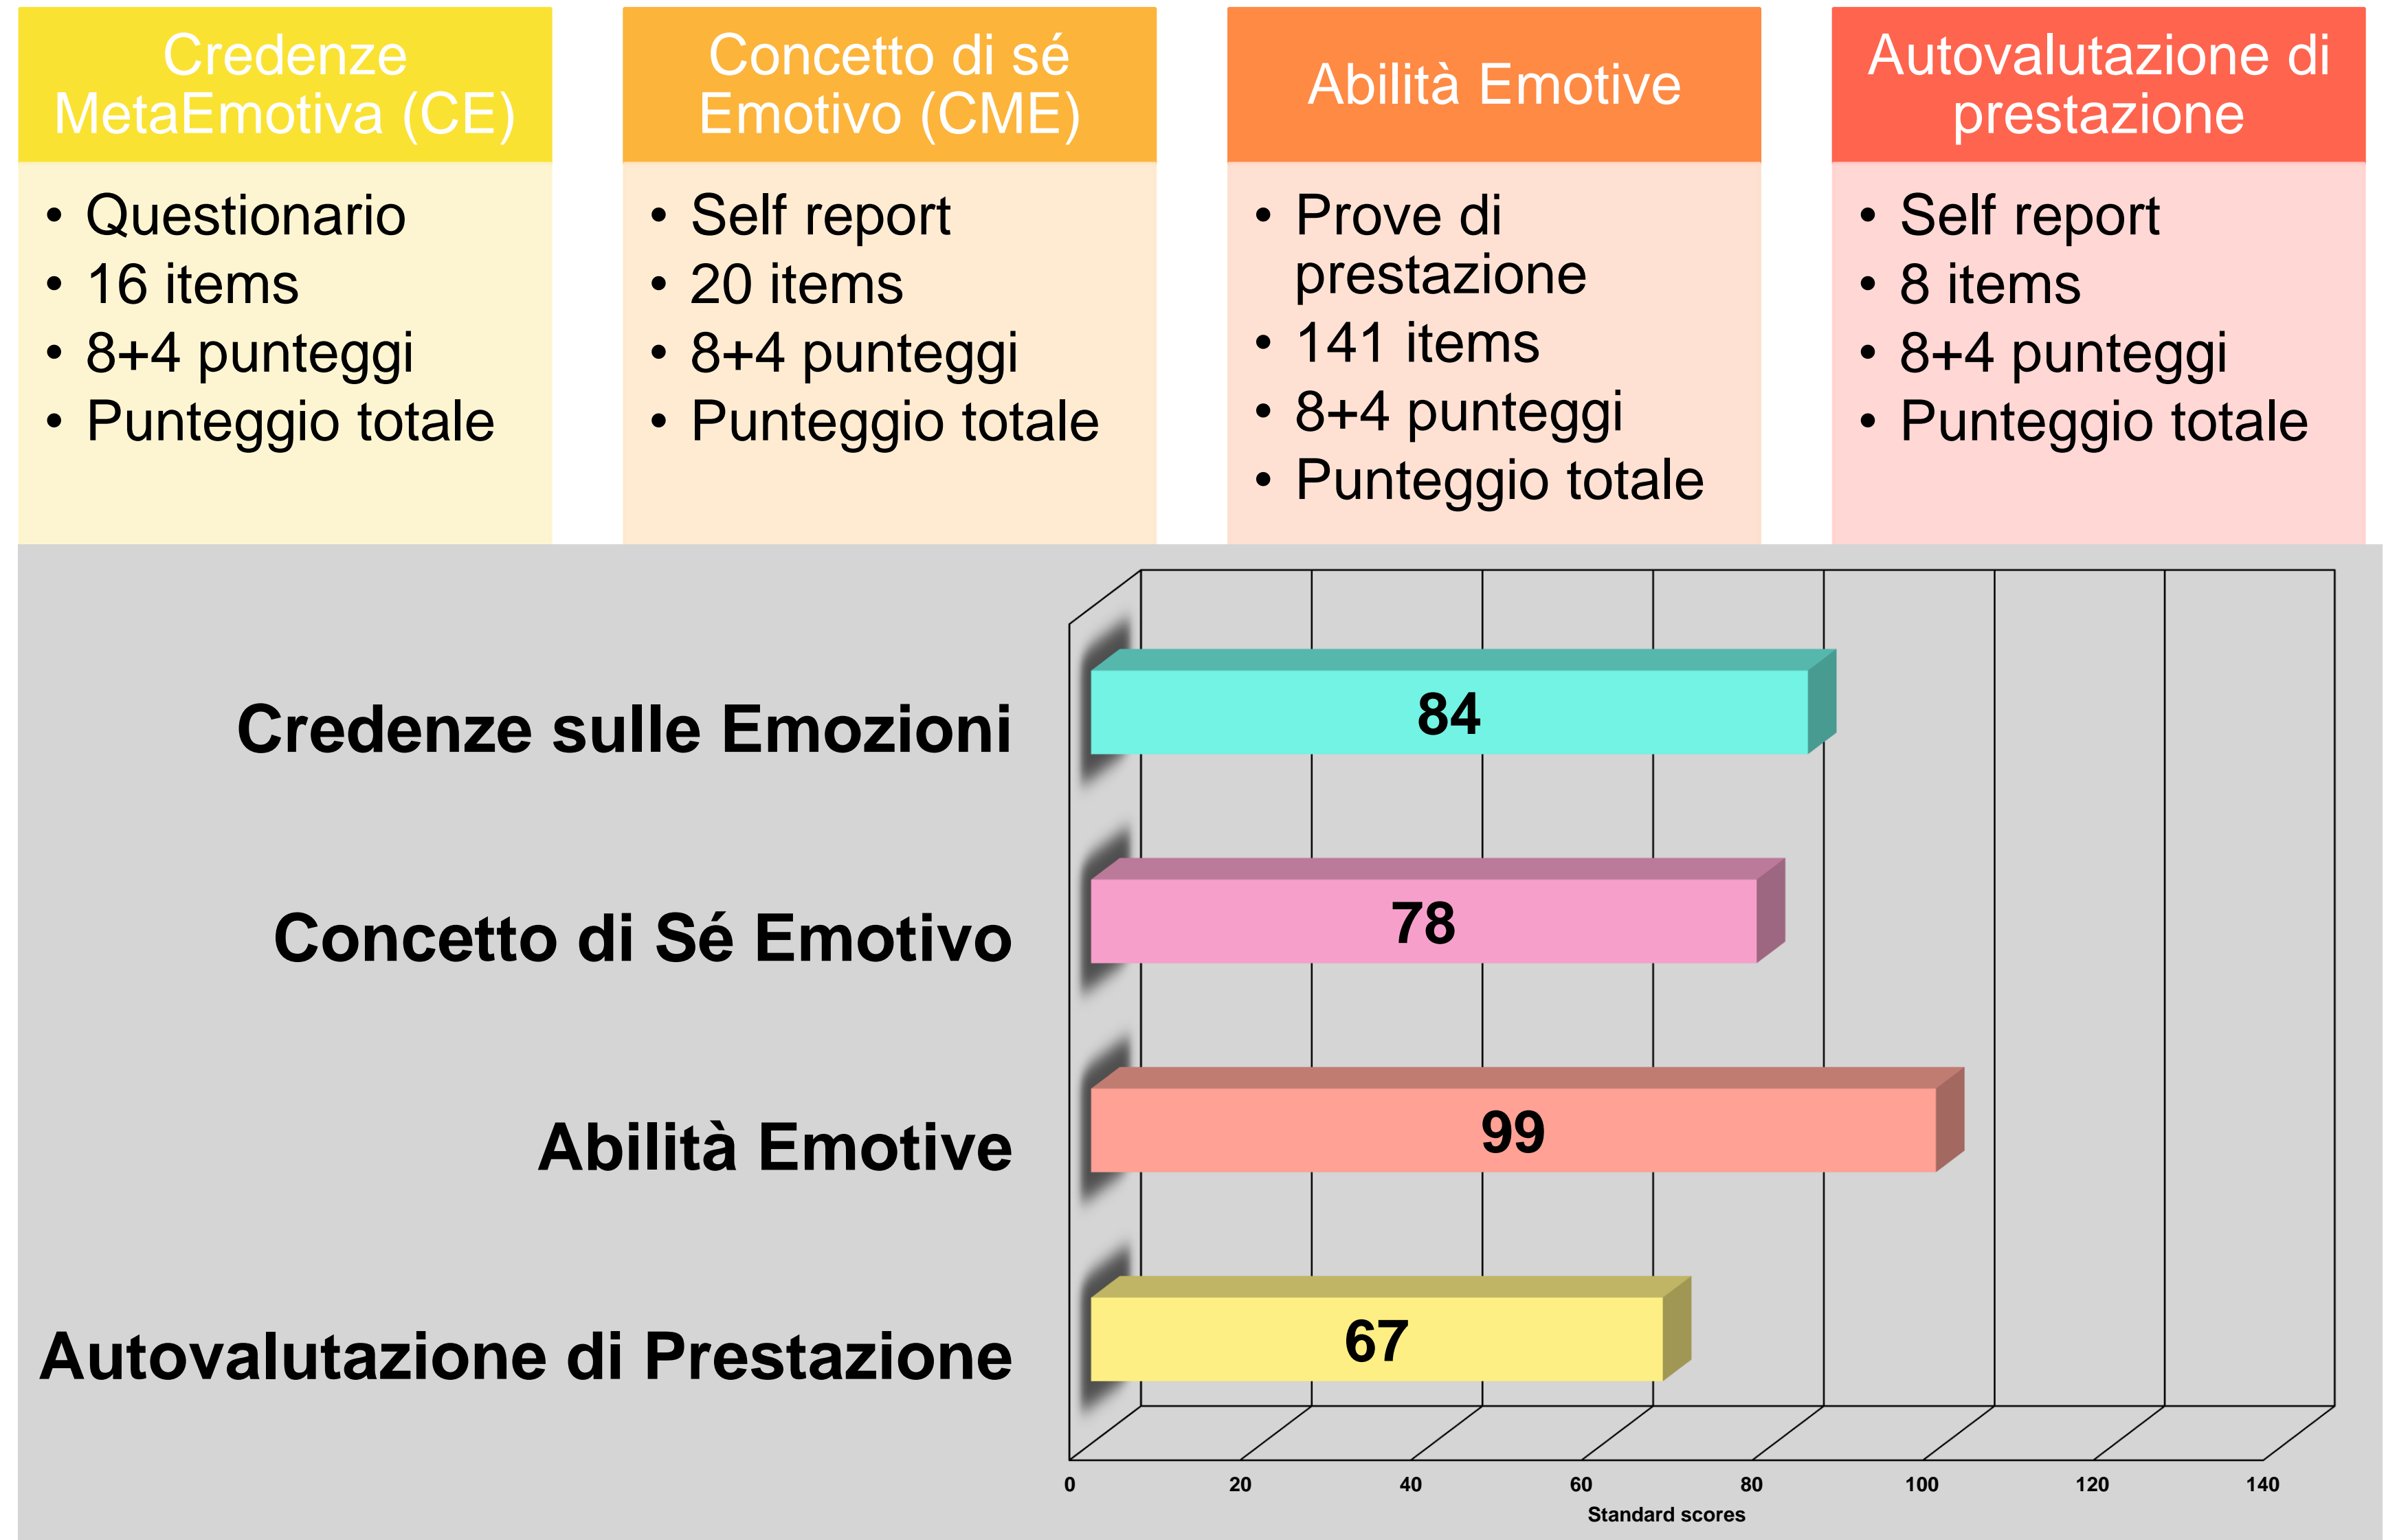 Credenze
MetaEmotiva (CE)
• Questionario
• 16 items
• 8+4 punteggi
• Punteggio totale
Concetto di sé
Emotivo (CME)
• Self report
• 20 items
• 8+4 punteggi
• Punteggio totale
Abilità Emotive
• Prove di
prestazione
• 141 items
• 8+4 punteggi
• Punteggio totale
Autovalutazione di
prestazione
• Self report
• 8 items
• 8+4 punteggi
• Punteggio totale
Credenze sulle Emozioni
84
Concetto di Sé Emotivo
78
Abilità Emotive
99
Autovalutazione di Prestazione
67
0 20 40 60 80 100 120 140
Standard scores